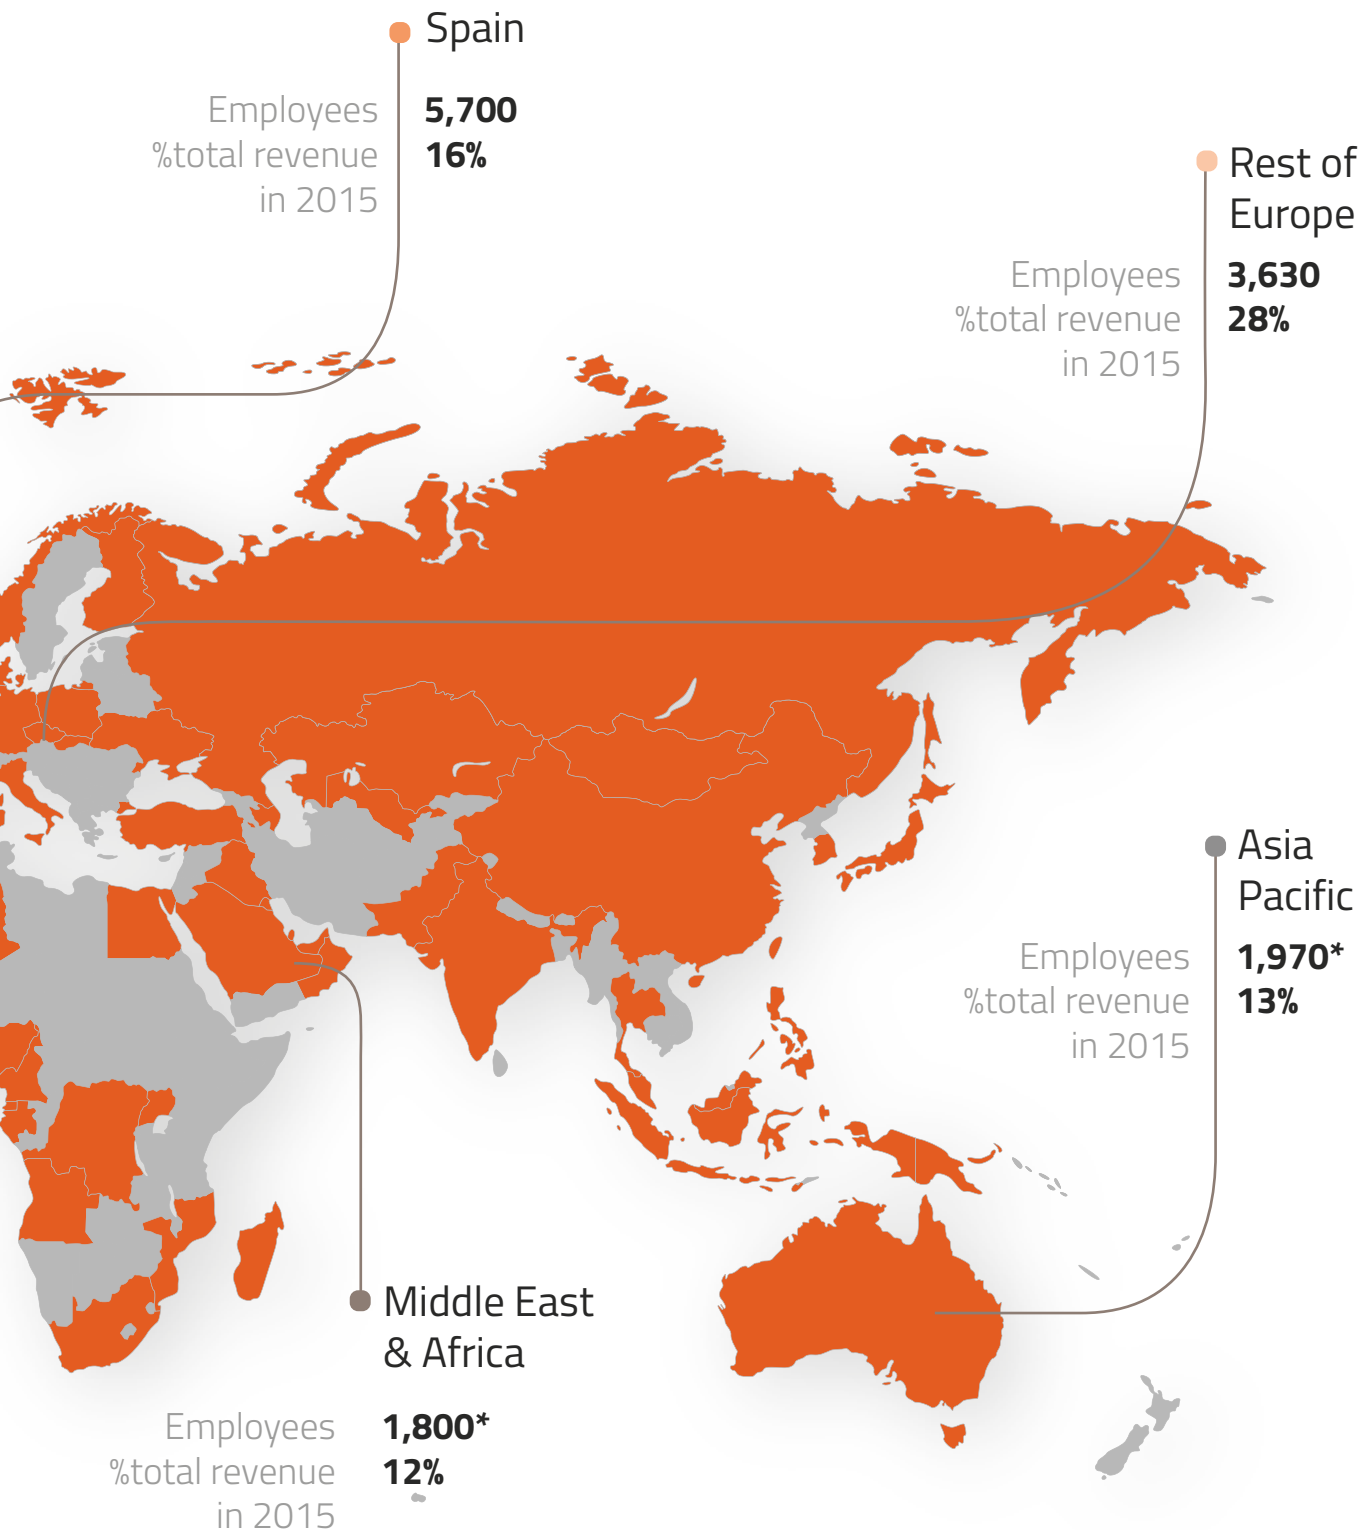 Spain
Employees 5,700
%total revenue 16%
in 2015
Rest of
Europe
Employees 3,630
%total revenue 28%
in 2015
Asia
Pacific
Employees 1,970*
%total revenue 13%
in 2015
Middle East
& Africa
Employees 1,800*
%total revenue 12%
in 2015